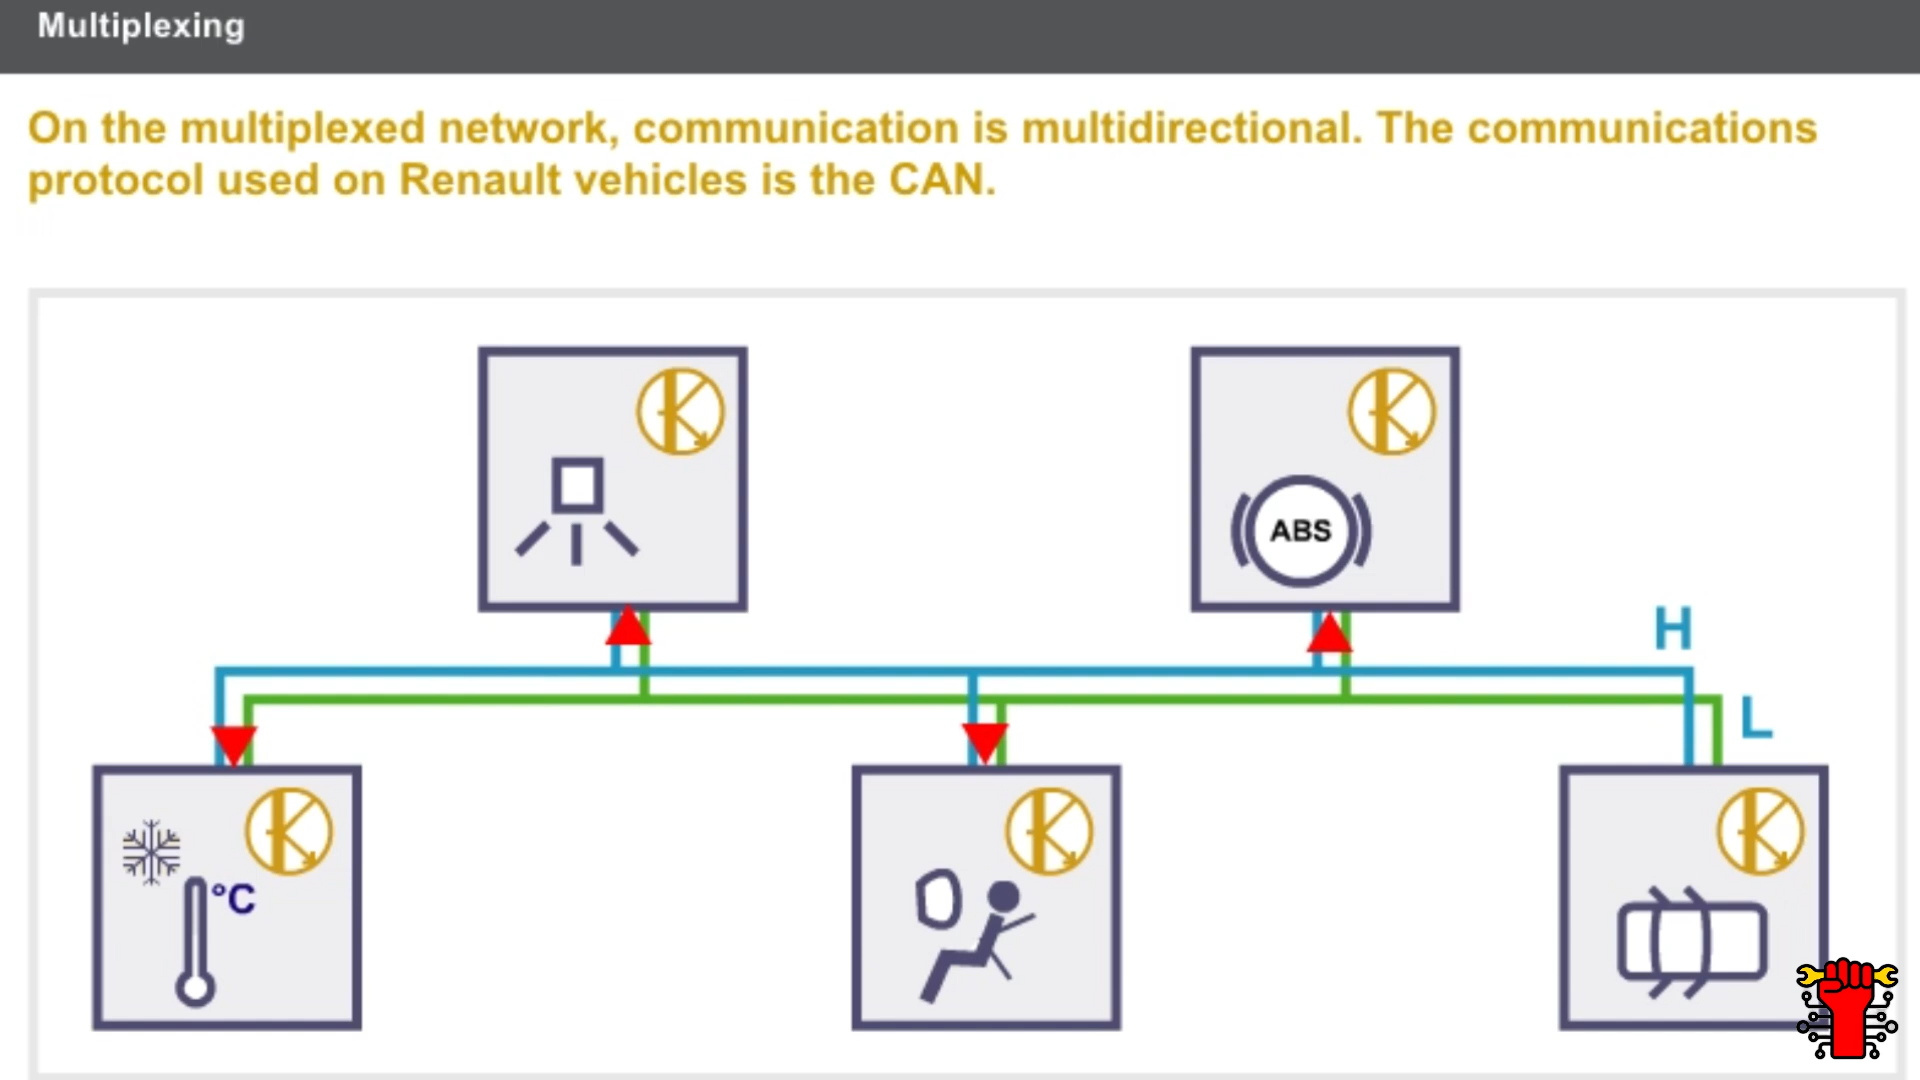 Multiplexing
On the multiplexed network, communication is multidirectional. The communications
protocol used on Renault vehicles is the CAN.
ABS
H
L
°C